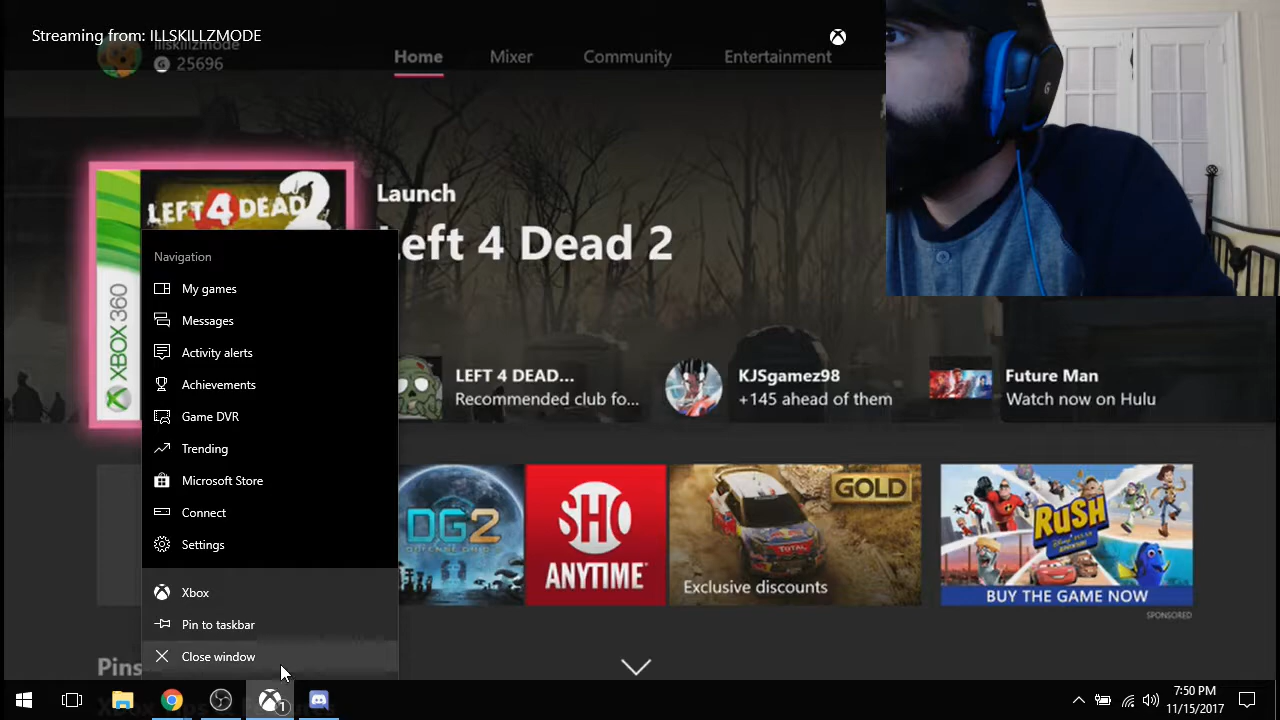 Streaming from: ILLSKILLZMODE
illskillzmode
G 25696
Home
Mixer
Community
Entertainment
LEFT 4 DEAD 2
XBOX 360
Launch
Left 4 Dead 2
LEFT 4 DEAD...
Recommended club fo...
KJSgamez98
+145 ahead of them
Future Man
Watch now on Hulu
Navigation
My games
Messages
Activity alerts
Achievements
Game DVR
Trending
Microsoft Store
Connect
Settings
Xbox
Pin to taskbar
Close window
DG2
SHO
ANYTIME
TOTAL
GOLD
Exclusive discounts
RUSH
BUY THE GAME NOW
SPONSORED
Pins
1
7:50 PM
11/15/2017